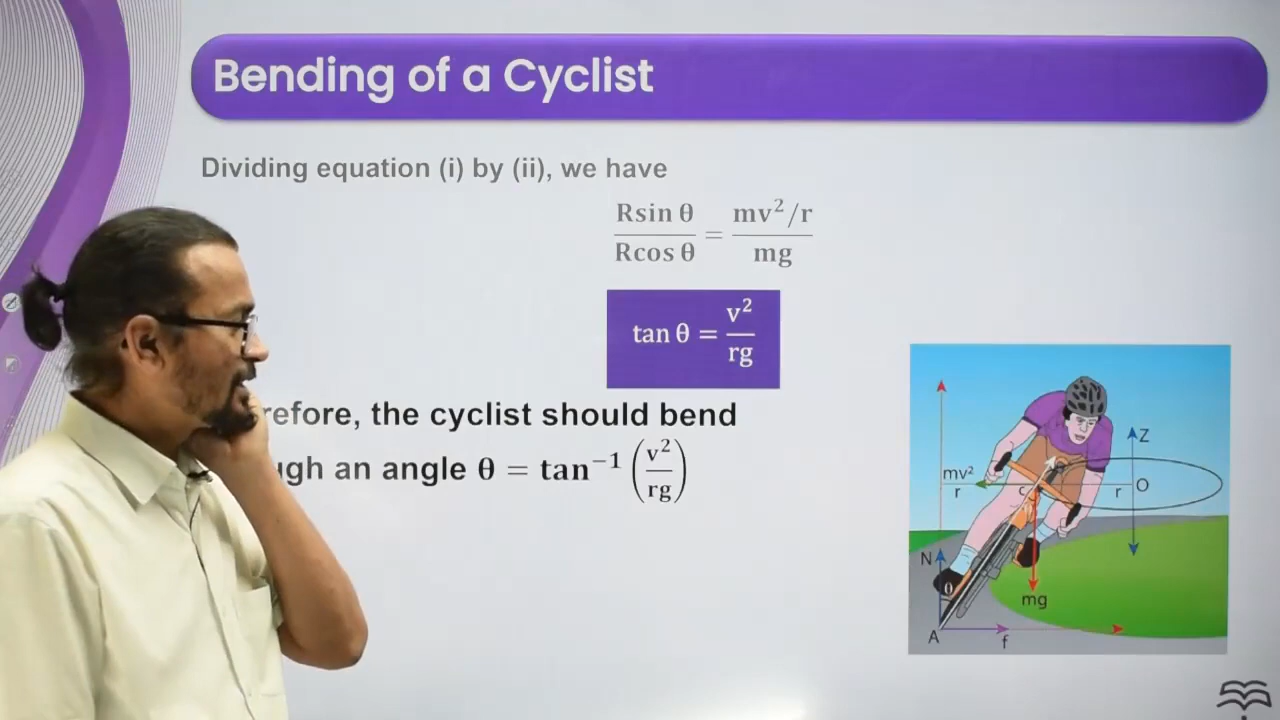 Bending of a Cyclist
Dividing equation (i) by (ii), we have
Rsin θ / Rcos θ = mv²/r / mg
tan θ = v² / rg
refore, the cyclist should bend
ugh an angle θ = tan⁻¹ (v² / rg)
mv² / r
C
r
O
Z
N
θ
mg
A
f